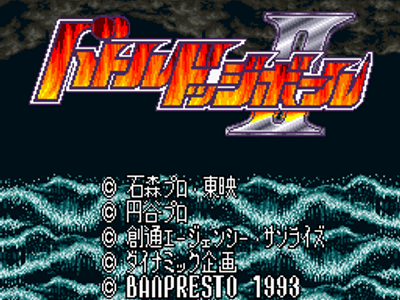 バトルドッジボールII
© 石森プロ・東映
© 円谷プロ
© 創通エージェンシー・サンライズ
© ダイナミック企画
© BANPRESTO 1993